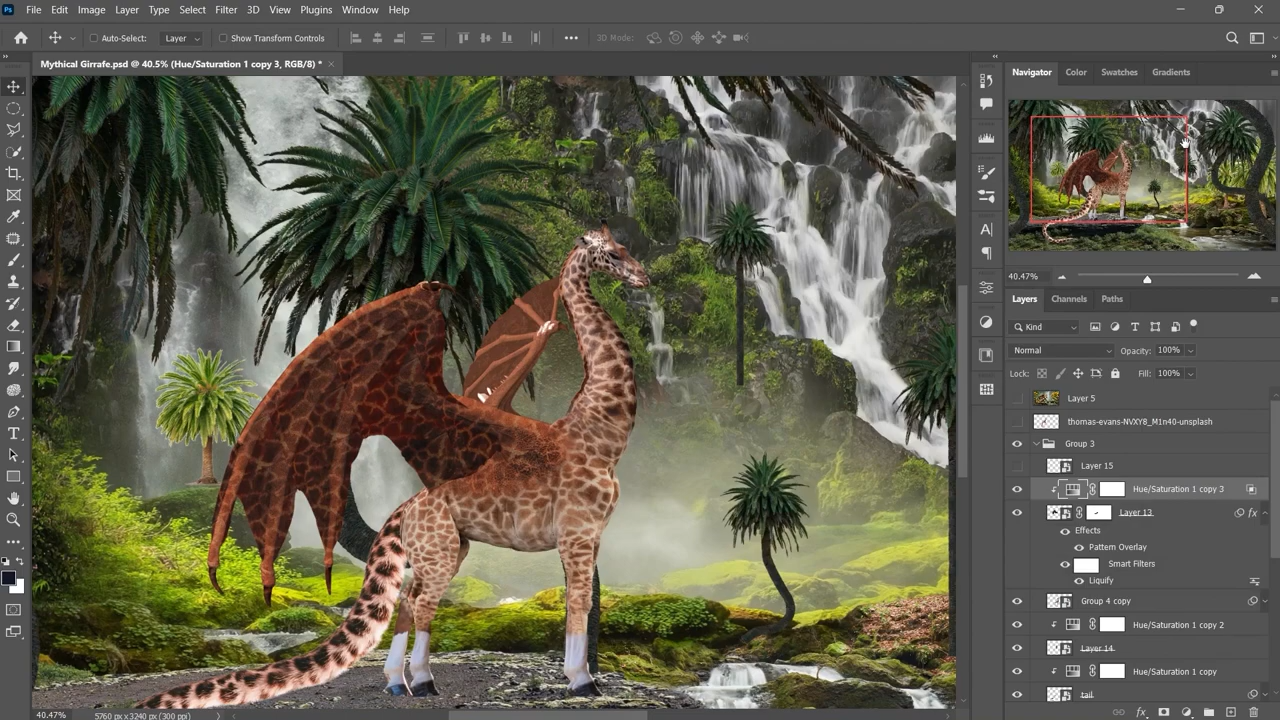 Ps File Edit Image Layer Type Select Filter 3D View Plugins Window Help
Auto-Select: Layer Show Transform Controls 3D Mode:
Mythical Girrafe.psd @ 40.5% (Hue/Saturation 1 copy 3, RGB/8) *
Navigator Color Swatches Gradients
40.47%
Layers Channels Paths
Kind
Normal Opacity: 100%
Lock: Fill: 100%
Layer 5
thomas-evans-NVXY8_M1n40-unsplash
Group 3
Layer 15
Hue/Saturation 1 copy 3
Layer 13 fx
Effects
Pattern Overlay
Smart Filters
Liquify
Group 4 copy
Hue/Saturation 1 copy 2
Layer 14
Hue/Saturation 1 copy
tail
40.47% 5760 px x 3240 px (300 ppi)
fx